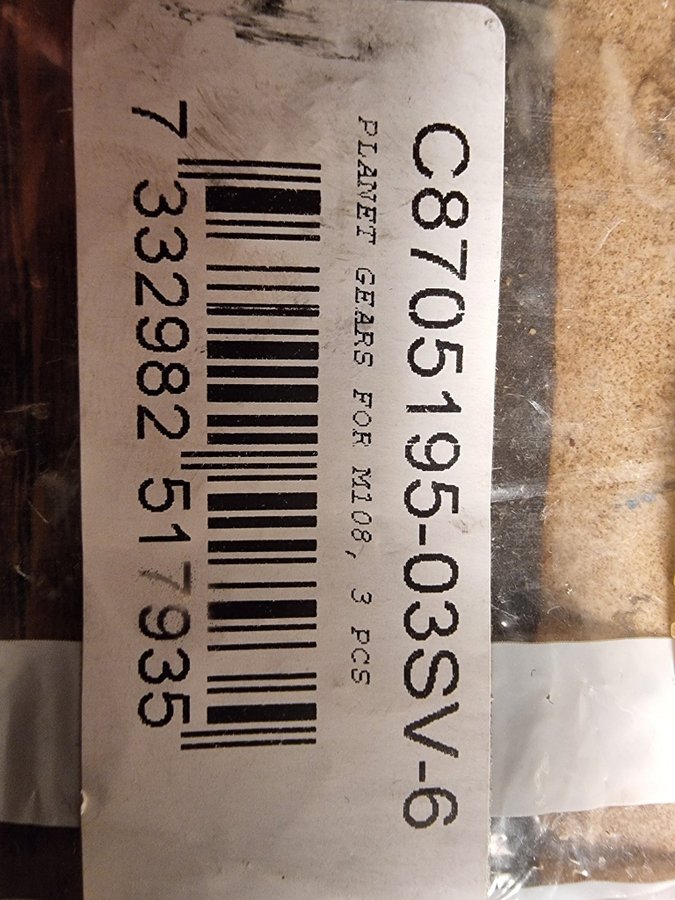 C8705195-03SV-6
PLANET GEARS FOR M108, 3 PCS
7 332982 517935